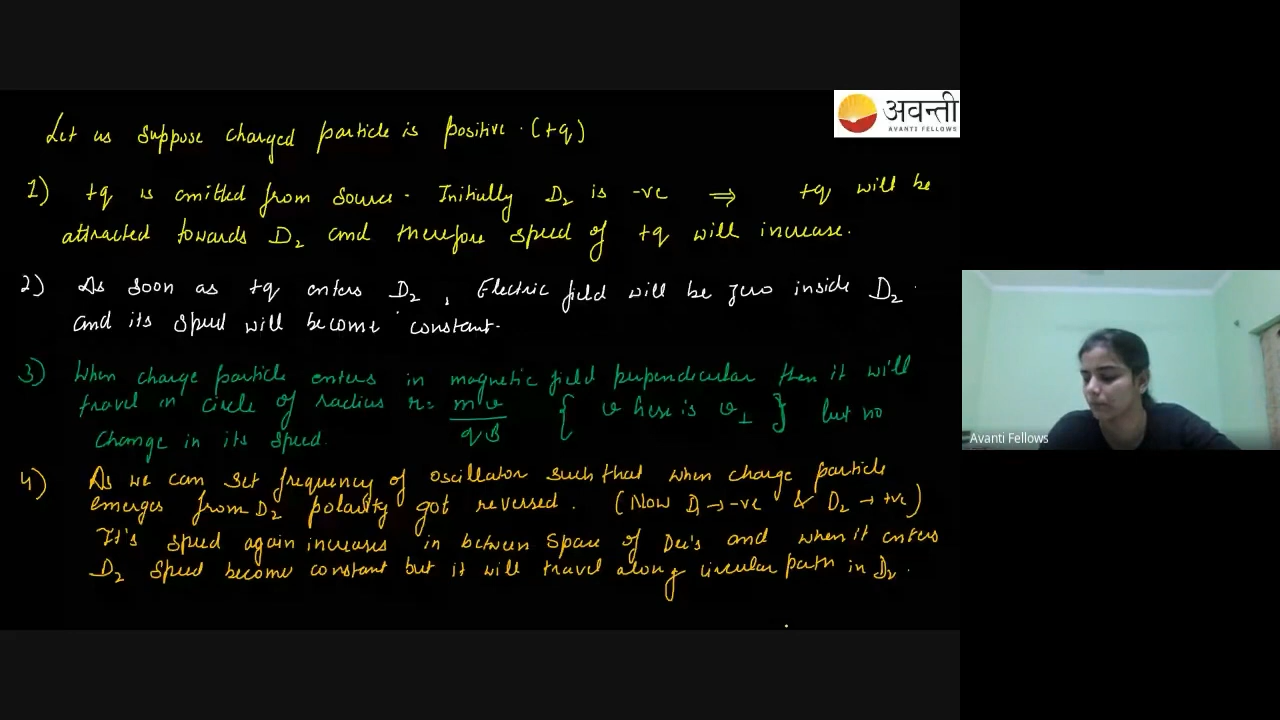 Let us suppose charged particle is positive. (+q)
अवन्ती
AVANTI FELLOWS
1) +q is emitted from source. Initially D₂ is -ve ⇒ +q will be
attracted towards D₂ and therefore speed of +q will increase.
2) As soon as +q enters D₂, Electric field will be zero inside D₂.
and its speed will become constant.
3) When charge particle enters in magnetic field perpendicular then it will
travel in circle of radius r = mv/qB { v here is v⊥ } but no
change in its speed.
4) As we can set frequency of oscillator such that when charge particle
emerges from D₂ polarity got reversed. (Now D₁ → -ve & D₂ → +ve)
It's speed again increases in between space of Dee's and when it enters
D₂ speed become constant but it will travel along circular path in D₂.
Avanti Fellows